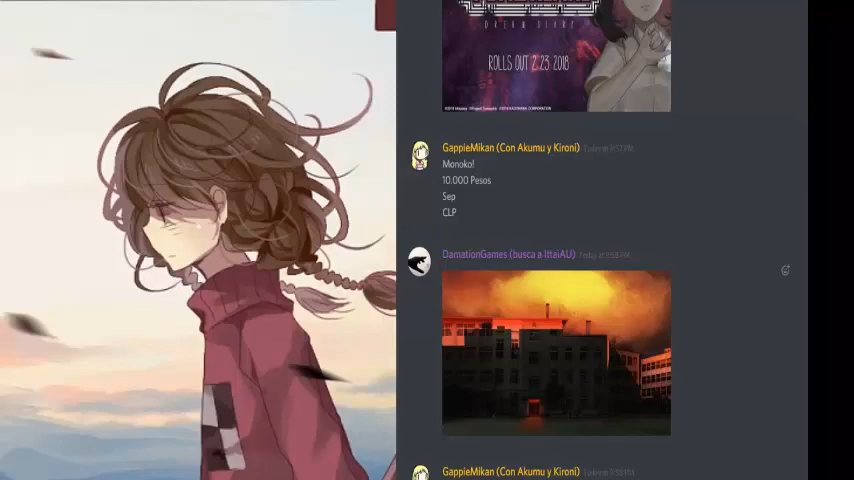 DREAM DIARY
ROLLS OUT 2.23 2018
GappieMikan (Con Akumu y Kironi)
Monoko!
10.000 Pesos
Sep
CLP
DamationGames (busca a IttaiAU)
GappieMikan (Con Akumu y Kironi)